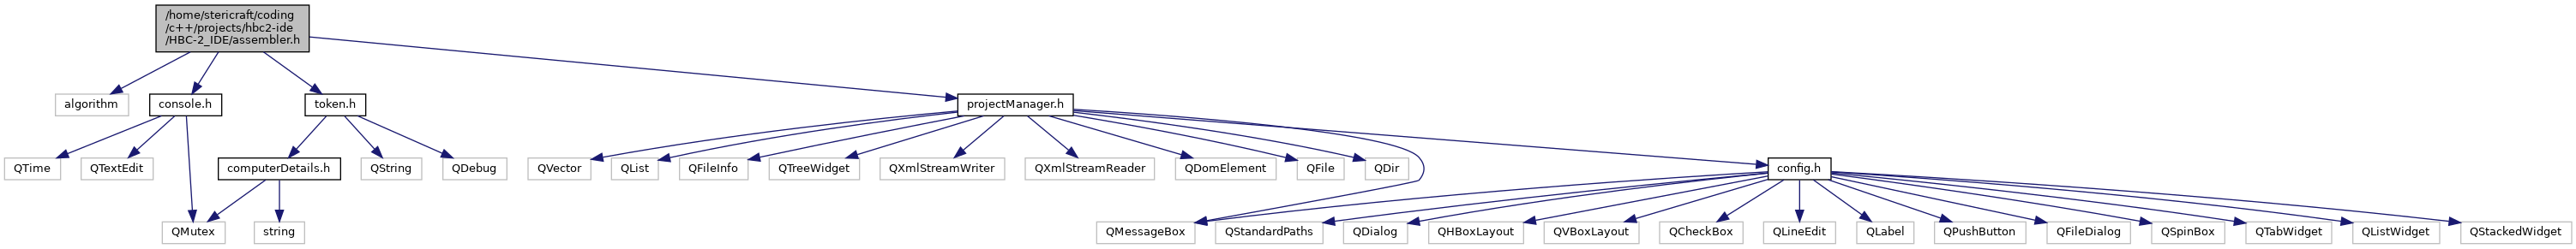 /home/stericraft/coding
/c++/projects/hbc2-ide
/HBC-2_IDE/assembler.h
algorithm
console.h
token.h
projectManager.h
QTime
QTextEdit
computerDetails.h
QString
QDebug
QVector
QList
QFileInfo
QTreeWidget
QXmlStreamWriter
QXmlStreamReader
QDomElement
QFile
QDir
config.h
QMutex
string
QMessageBox
QStandardPaths
QDialog
QHBoxLayout
QVBoxLayout
QCheckBox
QLineEdit
QLabel
QPushButton
QFileDialog
QSpinBox
QTabWidget
QListWidget
QStackedWidget